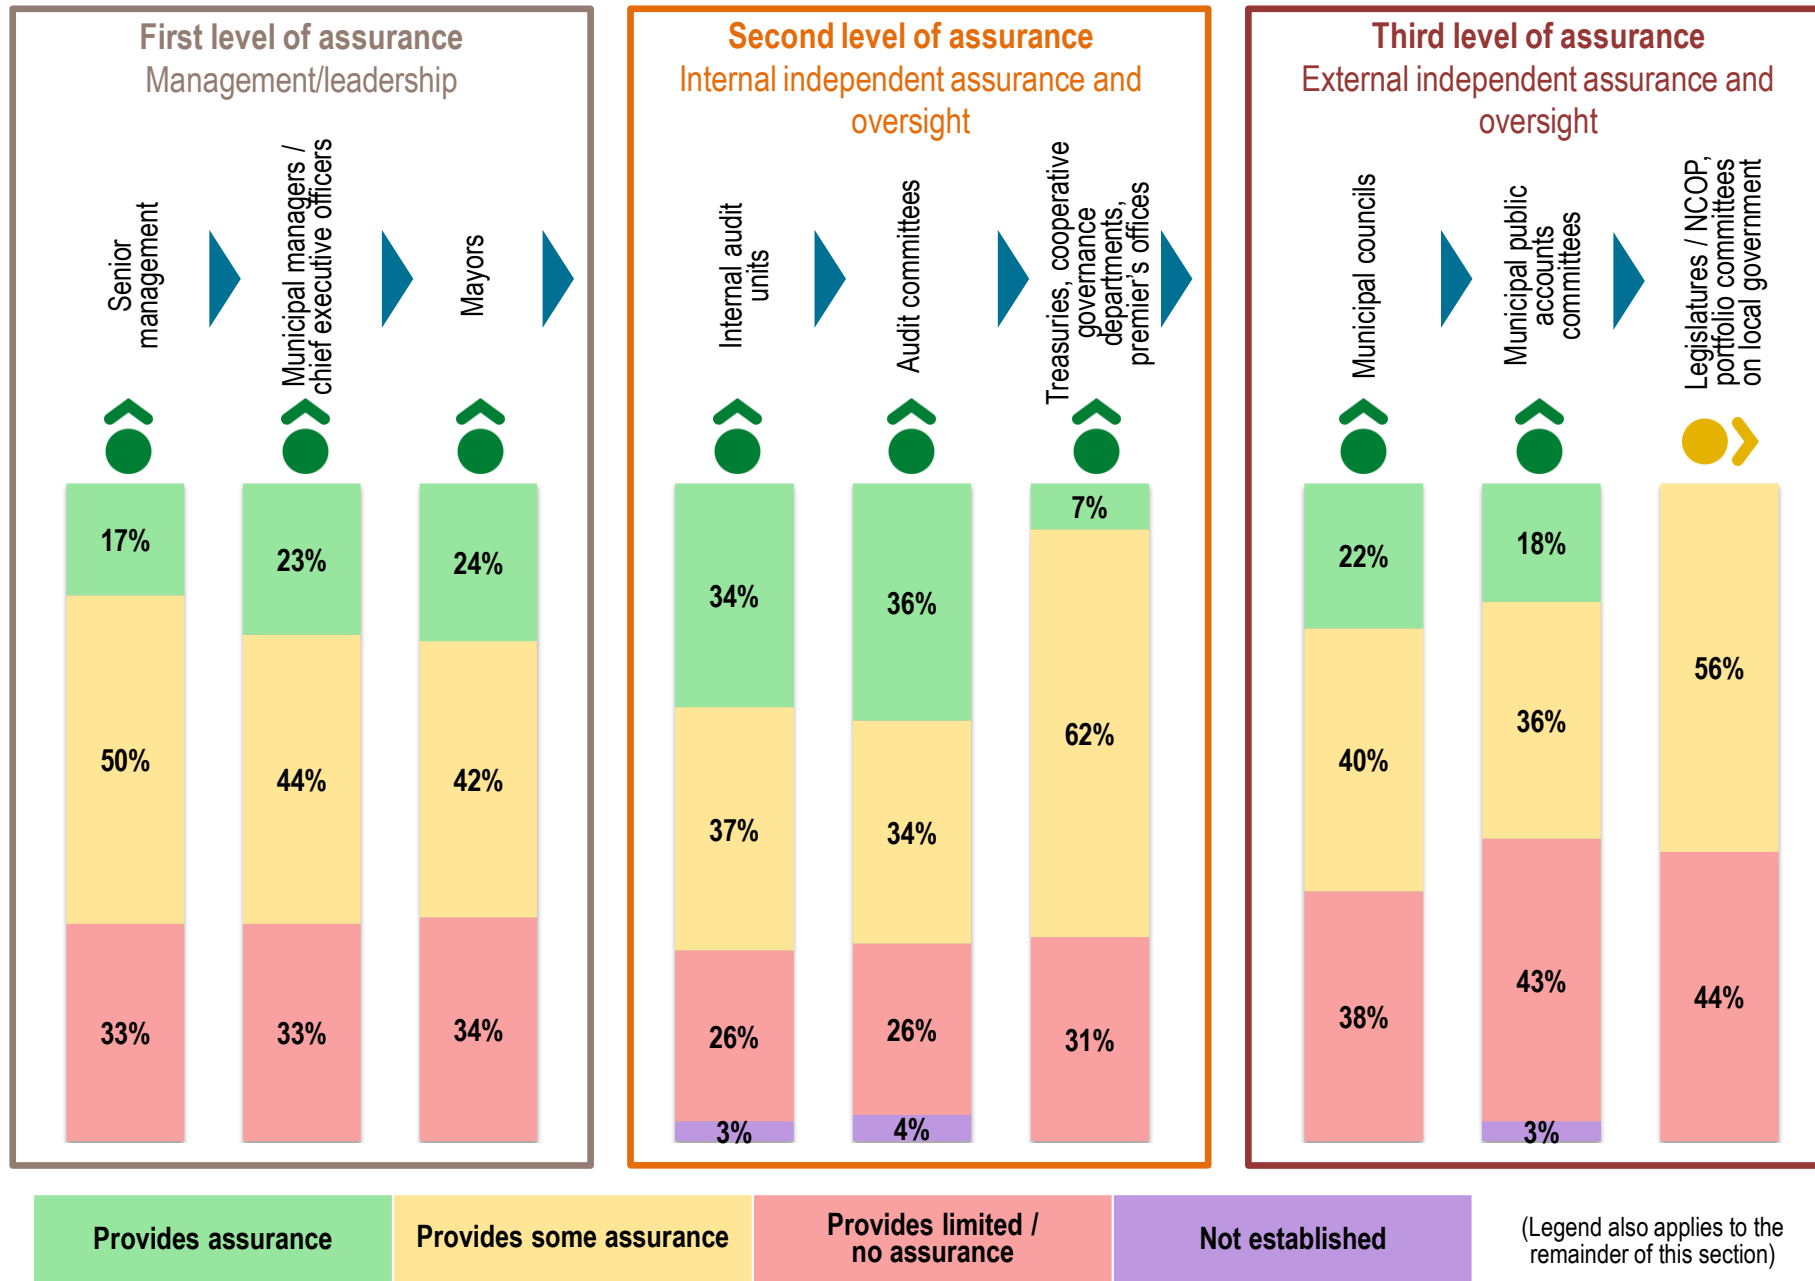 First level of assurance
Management/leadership
Senior
management
Municipal managers /
chief executive officers
Mayors
17%
50%
33%
23%
44%
33%
24%
42%
34%
Second level of assurance
Internal independent assurance and
oversight
Internal audit
units
Audit committees
Treasuries, cooperative
governance
departments,
premier's offices
34%
37%
26%
3%
36%
34%
26%
4%
7%
62%
31%
Third level of assurance
External independent assurance and
oversight
Municipal councils
Municipal public
accounts
committees
Legislatures / NCOP,
portfolio committees
on local government
22%
40%
38%
18%
36%
43%
3%
56%
44%
Provides assurance
Provides some assurance
Provides limited /
no assurance
Not established
(Legend also applies to the
remainder of this section)